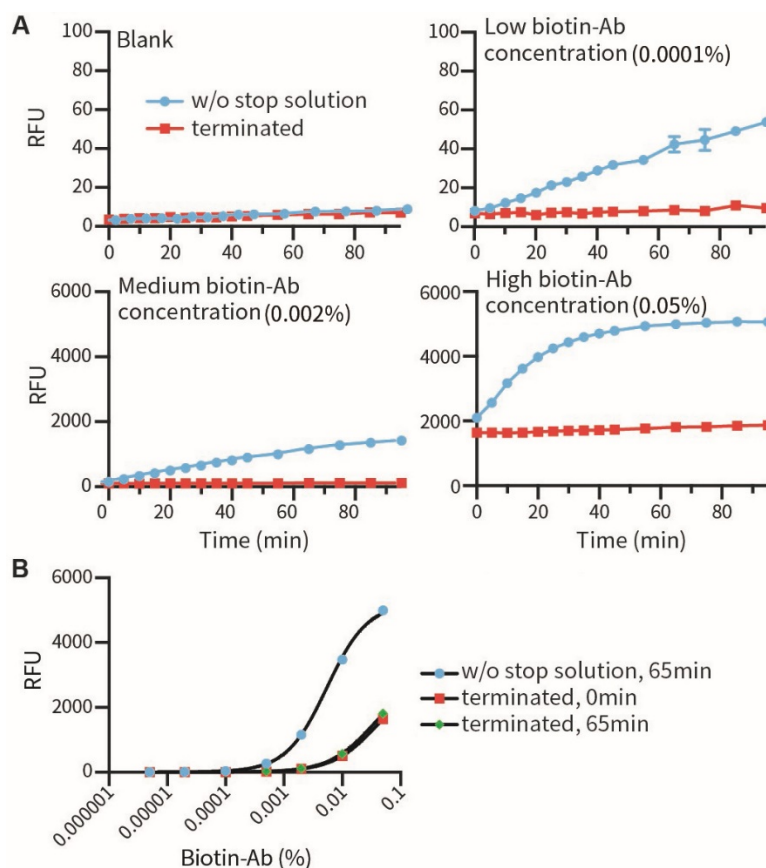 A
Blank
w/o stop solution
terminated
RFU
100
80
60
40
20
0
0 20 40 60 80
Low biotin-Ab
concentration (0.0001%)
100
80
60
40
20
0
0 20 40 60 80
Medium biotin-Ab
concentration (0.002%)
RFU
6000
4000
2000
0
0 20 40 60 80
Time (min)
High biotin-Ab
concentration (0.05%)
6000
4000
2000
0
0 20 40 60 80
Time (min)
B
RFU
6000
4000
2000
0
0.000001 0.00001 0.0001 0.001 0.01 0.1
Biotin-Ab (%)
w/o stop solution, 65min
terminated, 0min
terminated, 65min